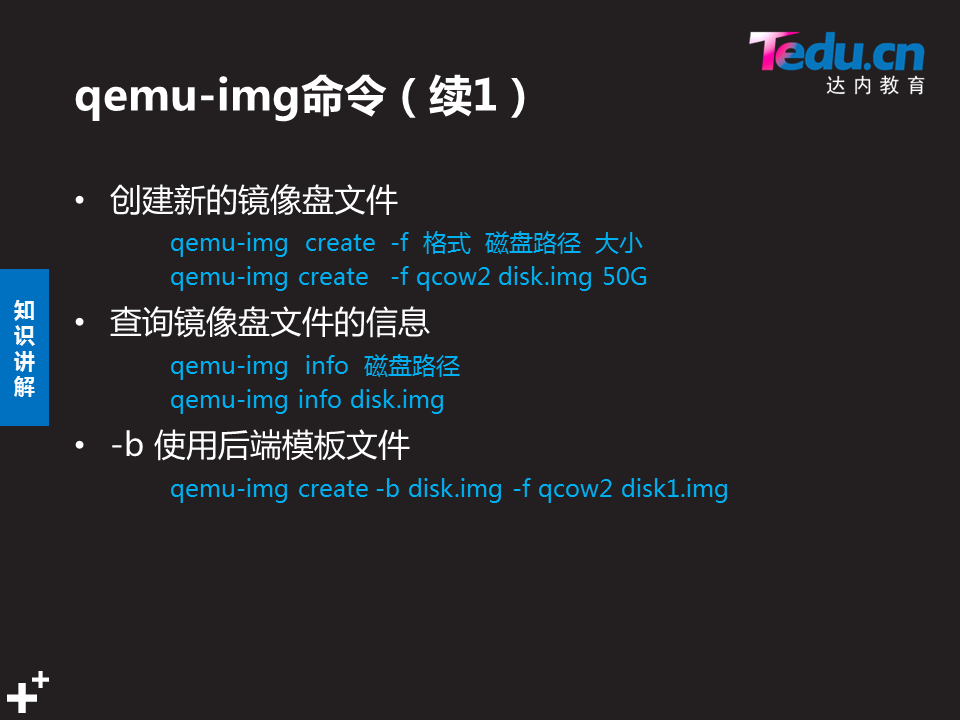 Tedu.cn
达内教育
qemu-img命令（续1）
• 创建新的镜像盘文件
qemu-img create -f 格式 磁盘路径 大小
qemu-img create -f qcow2 disk.img 50G
• 查询镜像盘文件的信息
qemu-img info 磁盘路径
qemu-img info disk.img
• -b 使用后端模板文件
qemu-img create -b disk.img -f qcow2 disk1.img
知识讲解